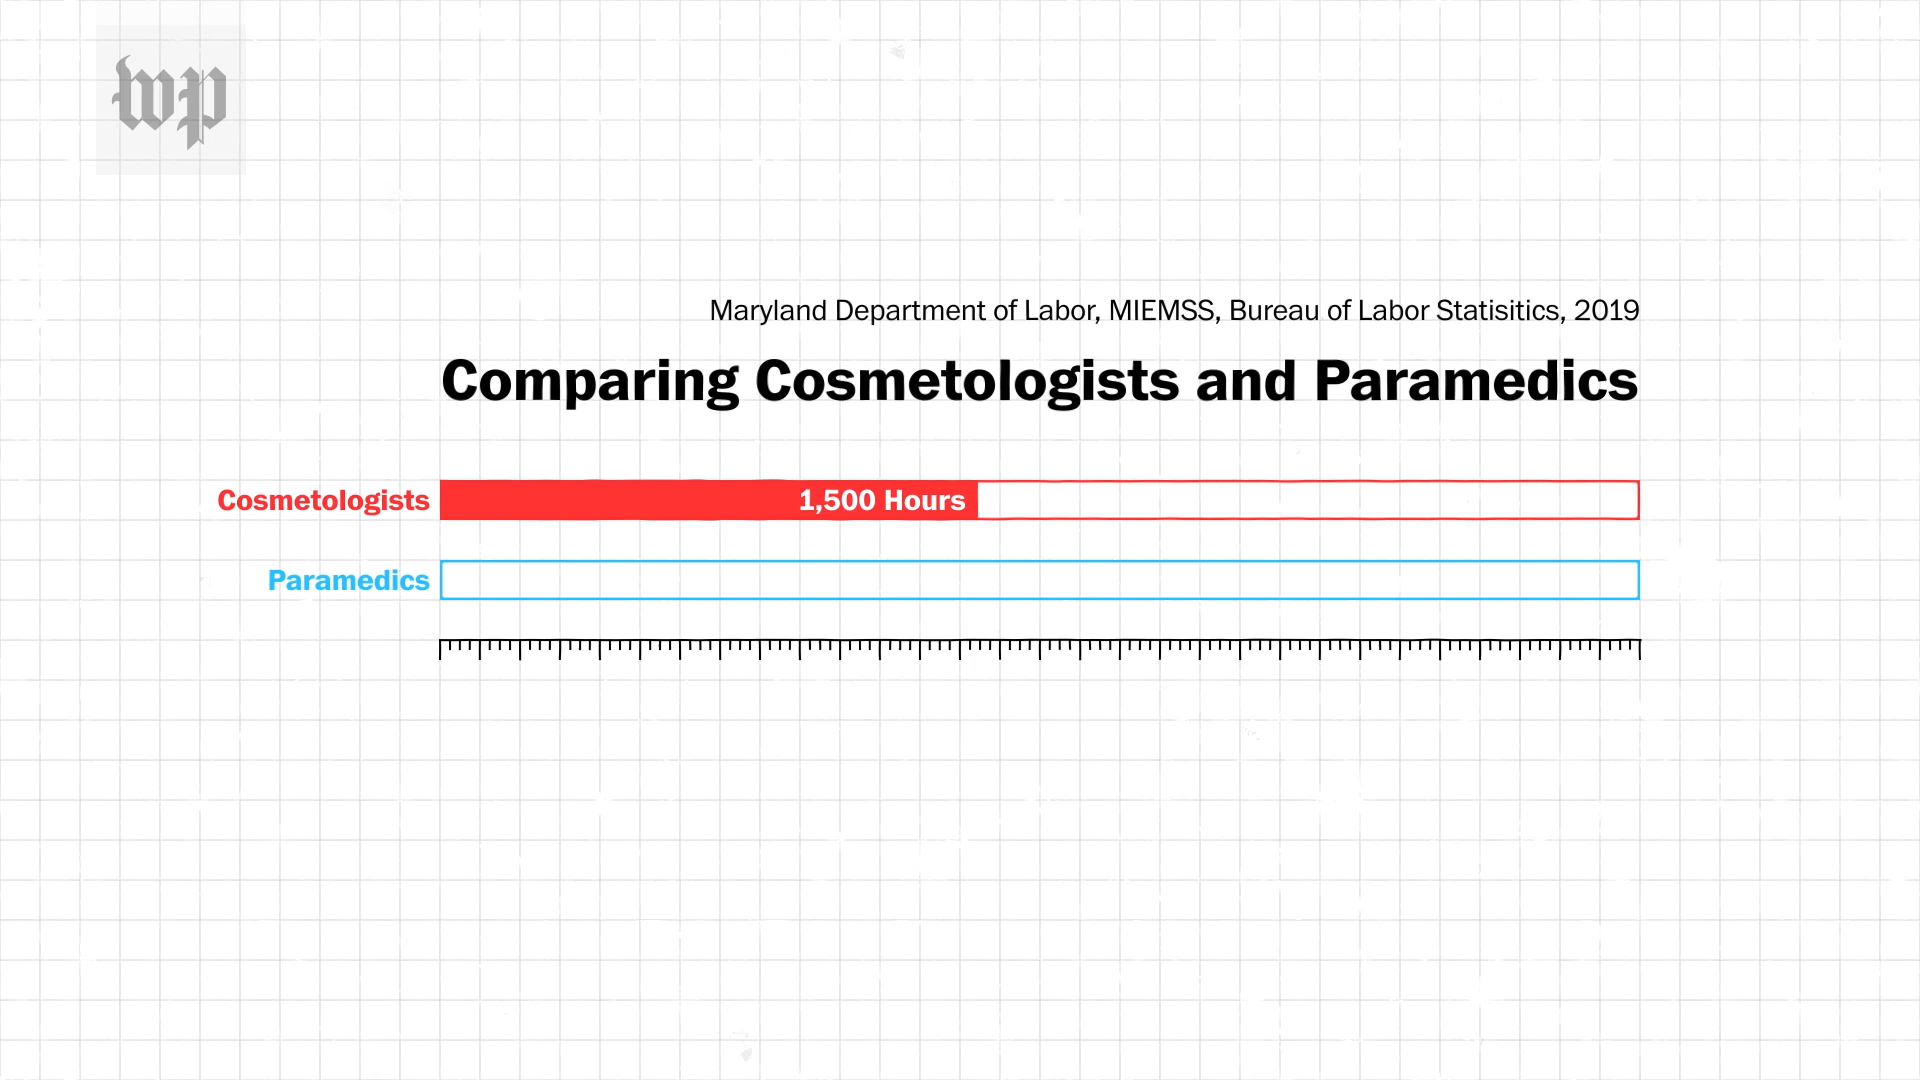 wp
Maryland Department of Labor, MIEMSS, Bureau of Labor Statisitics, 2019
Comparing Cosmetologists and Paramedics
Cosmetologists 1,500 Hours
Paramedics